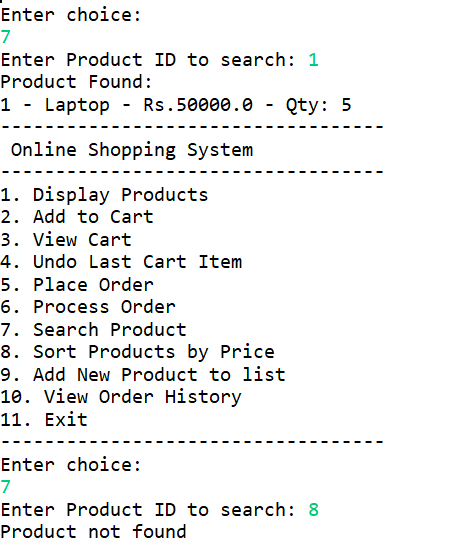 Enter choice:
7
Enter Product ID to search: 1
Product Found:
1 - Laptop - Rs.50000.0 - Qty: 5
-----------------------------------
Online Shopping System
-----------------------------------
1. Display Products
2. Add to Cart
3. View Cart
4. Undo Last Cart Item
5. Place Order
6. Process Order
7. Search Product
8. Sort Products by Price
9. Add New Product to list
10. View Order History
11. Exit
-----------------------------------
Enter choice:
7
Enter Product ID to search: 8
Product not found